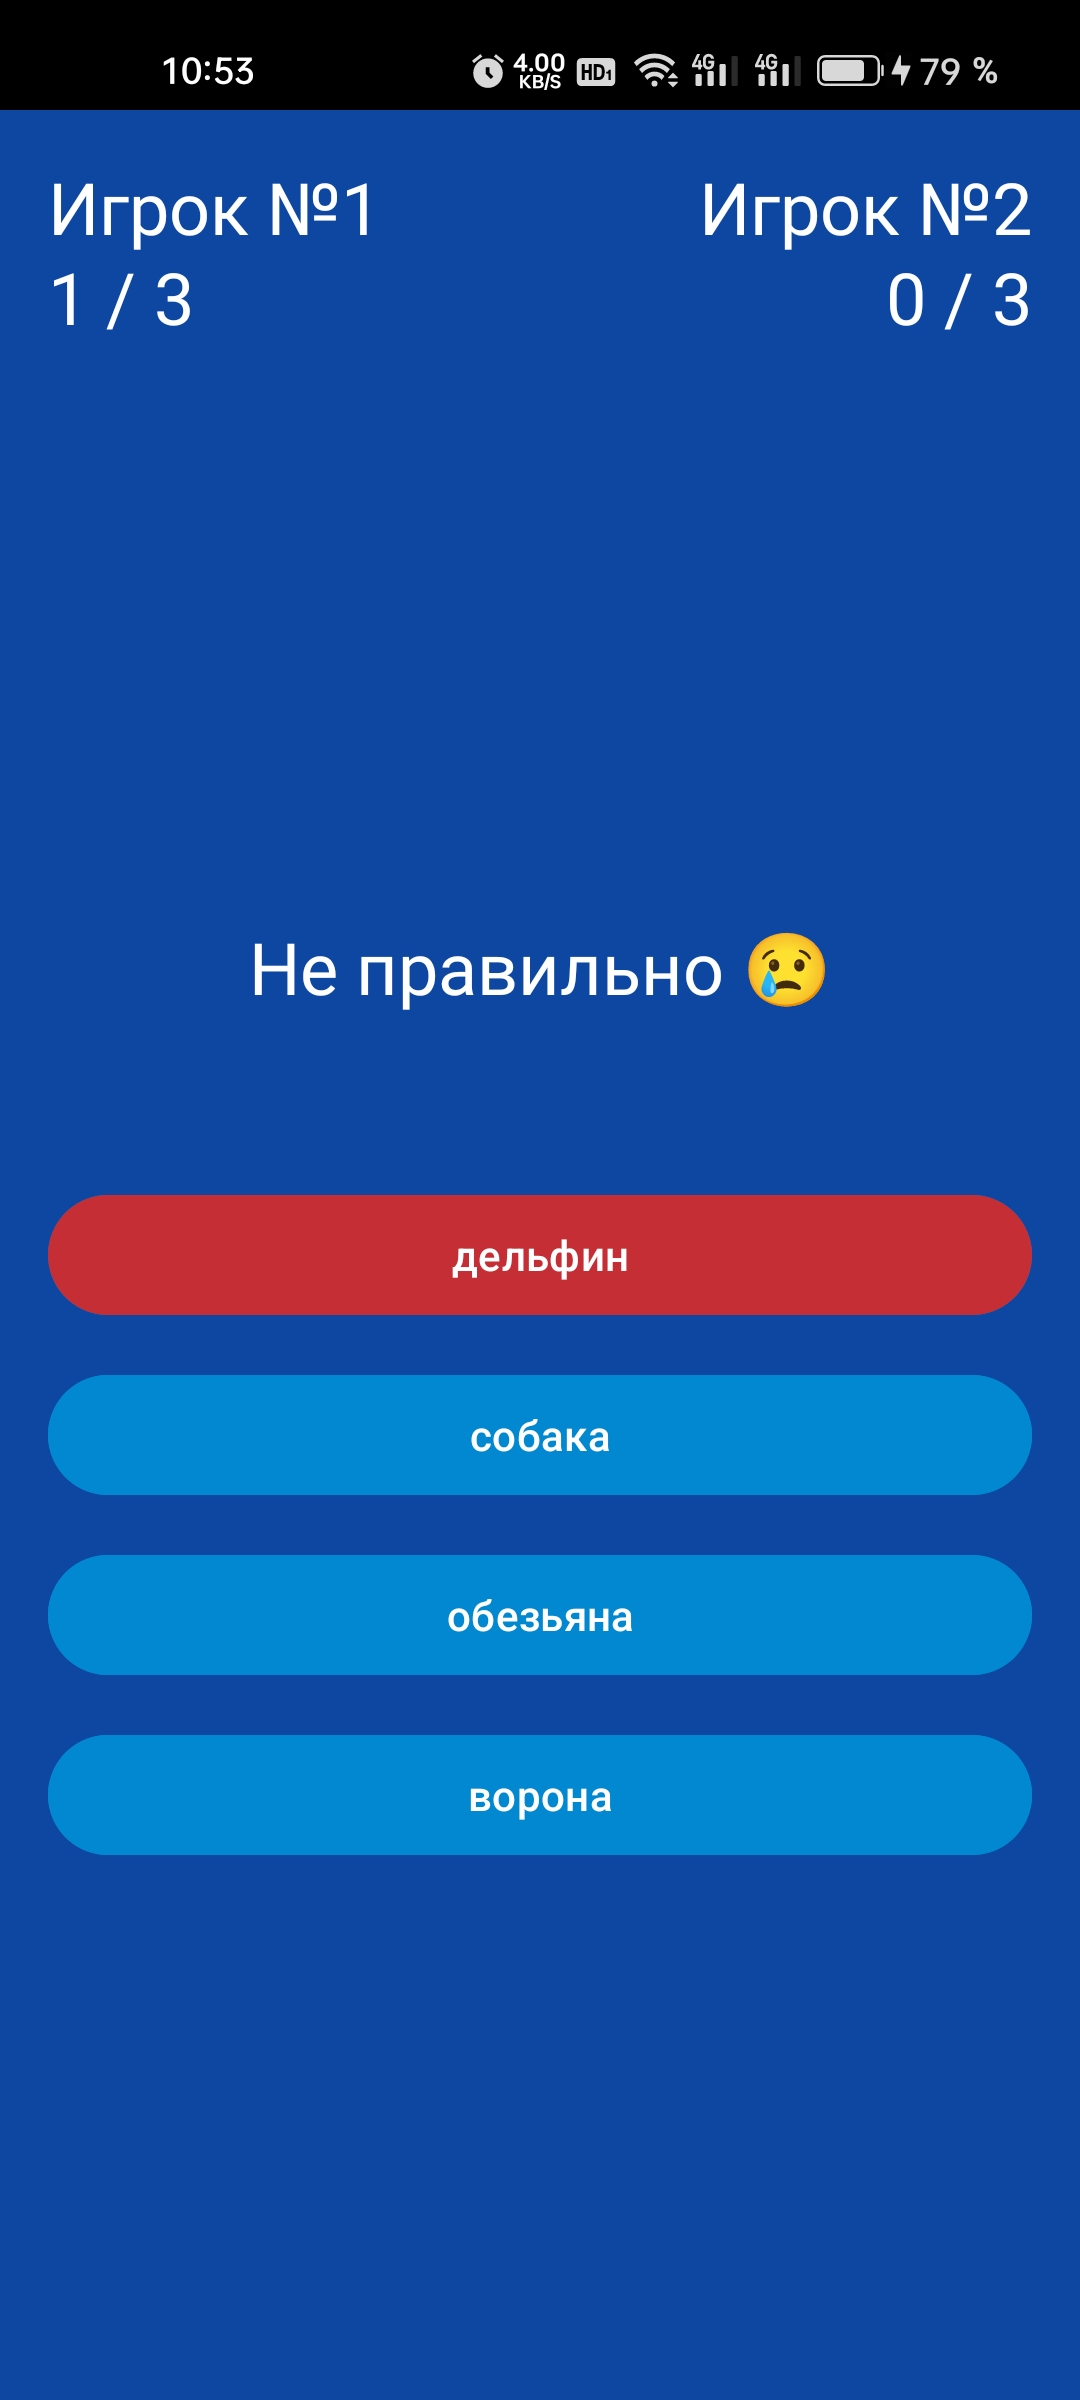 10:53
4.00
KB/S
HD1
4G
4G
79 %
Игрок №1
Игрок №2
1 / 3
0 / 3
Не правильно 😢
дельфин
собака
обезьяна
ворона